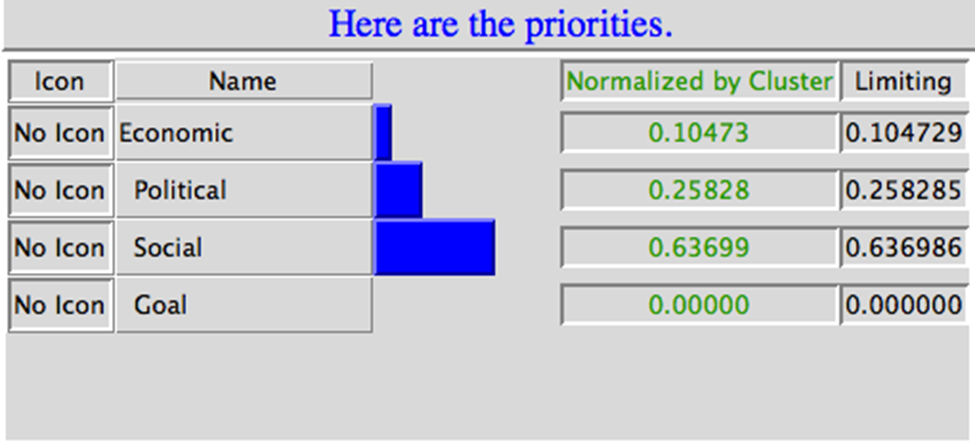 Here are the priorities.
Icon Name Normalized by Cluster Limiting
No Icon Economic 0.10473 0.104729
No Icon Political 0.25828 0.258285
No Icon Social 0.63699 0.636986
No Icon Goal 0.00000 0.000000